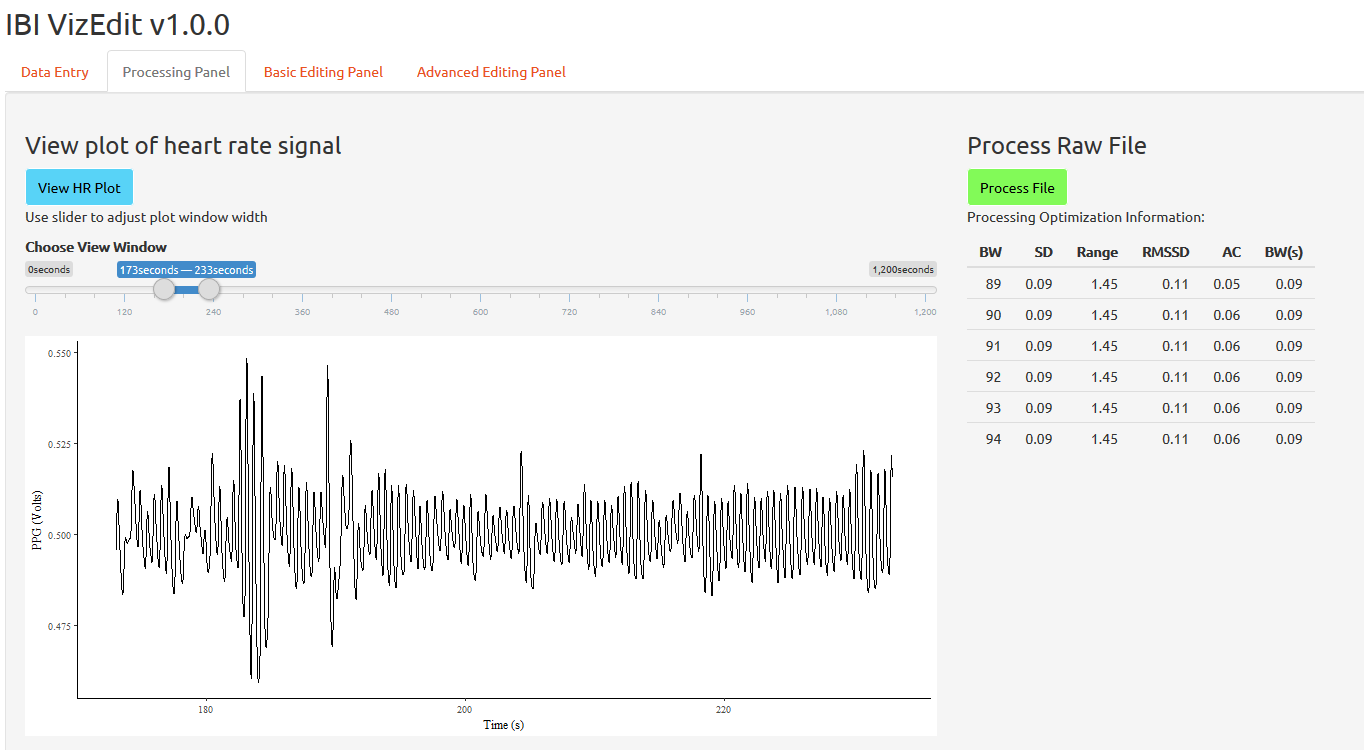 IBI VizEdit v1.0.0
Data Entry Processing Panel Basic Editing Panel Advanced Editing Panel
View plot of heart rate signal
View HR Plot
Use slider to adjust plot window width
Choose View Window
0seconds 173seconds — 233seconds 1,200seconds
0 120 240 360 480 600 720 840 960 1,080 1,200
0.550
0.525
0.500
0.475
PPG (Volts)
180 200 220
Time (s)
Process Raw File
Process File
Processing Optimization Information:
BW SD Range RMSSD AC BW(s)
89 0.09 1.45 0.11 0.05 0.09
90 0.09 1.45 0.11 0.06 0.09
91 0.09 1.45 0.11 0.06 0.09
92 0.09 1.45 0.11 0.06 0.09
93 0.09 1.45 0.11 0.06 0.09
94 0.09 1.45 0.11 0.06 0.09